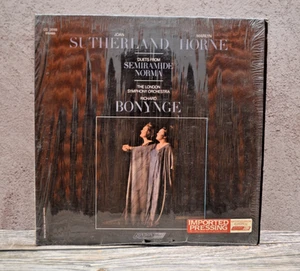 JOAN MARILYN
SUTHERLAND HORNE
DUETS FROM
SEMIRAMIDE
NORMA
THE LONDON
SYMPHONY ORCHESTRA
RICHARD
BONYNGE
IMPORTED
PRESSING